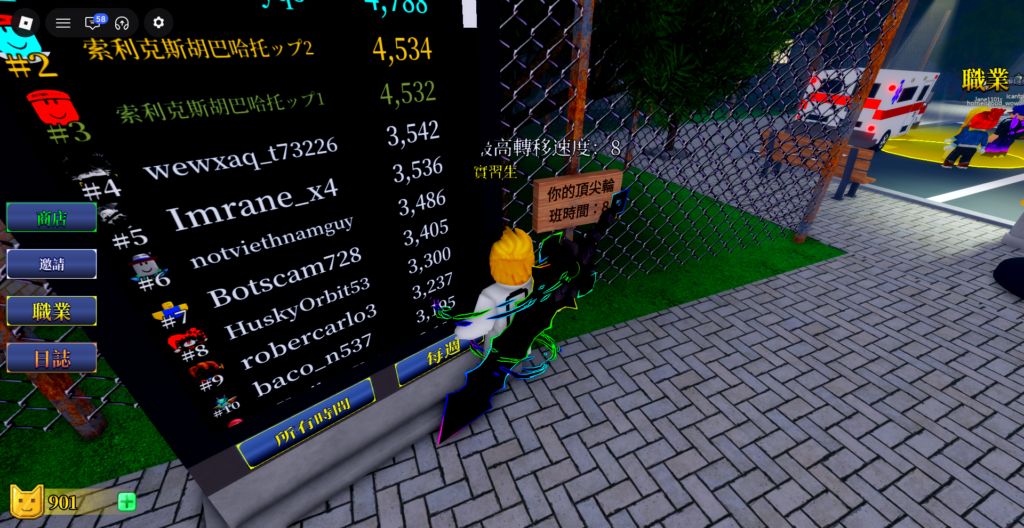 58
4,788
#2
索利克斯胡巴哈托ップ2
4,534
#3
索利克斯胡巴哈托ップ1
4,532
#4
wewxaq_t73226
3,542
#5
Imrane_x4
3,536
#6
notviethnamguy
3,486
#7
Botscam728
3,405
#8
HuskyOrbit53
3,300
#9
robercarlo3
3,237
#10
baco_n537
所有時間
每週
最高轉移速度：8
實習生
你的頂尖輪
班時間：8
職業
商店
邀請
職業
日誌
901